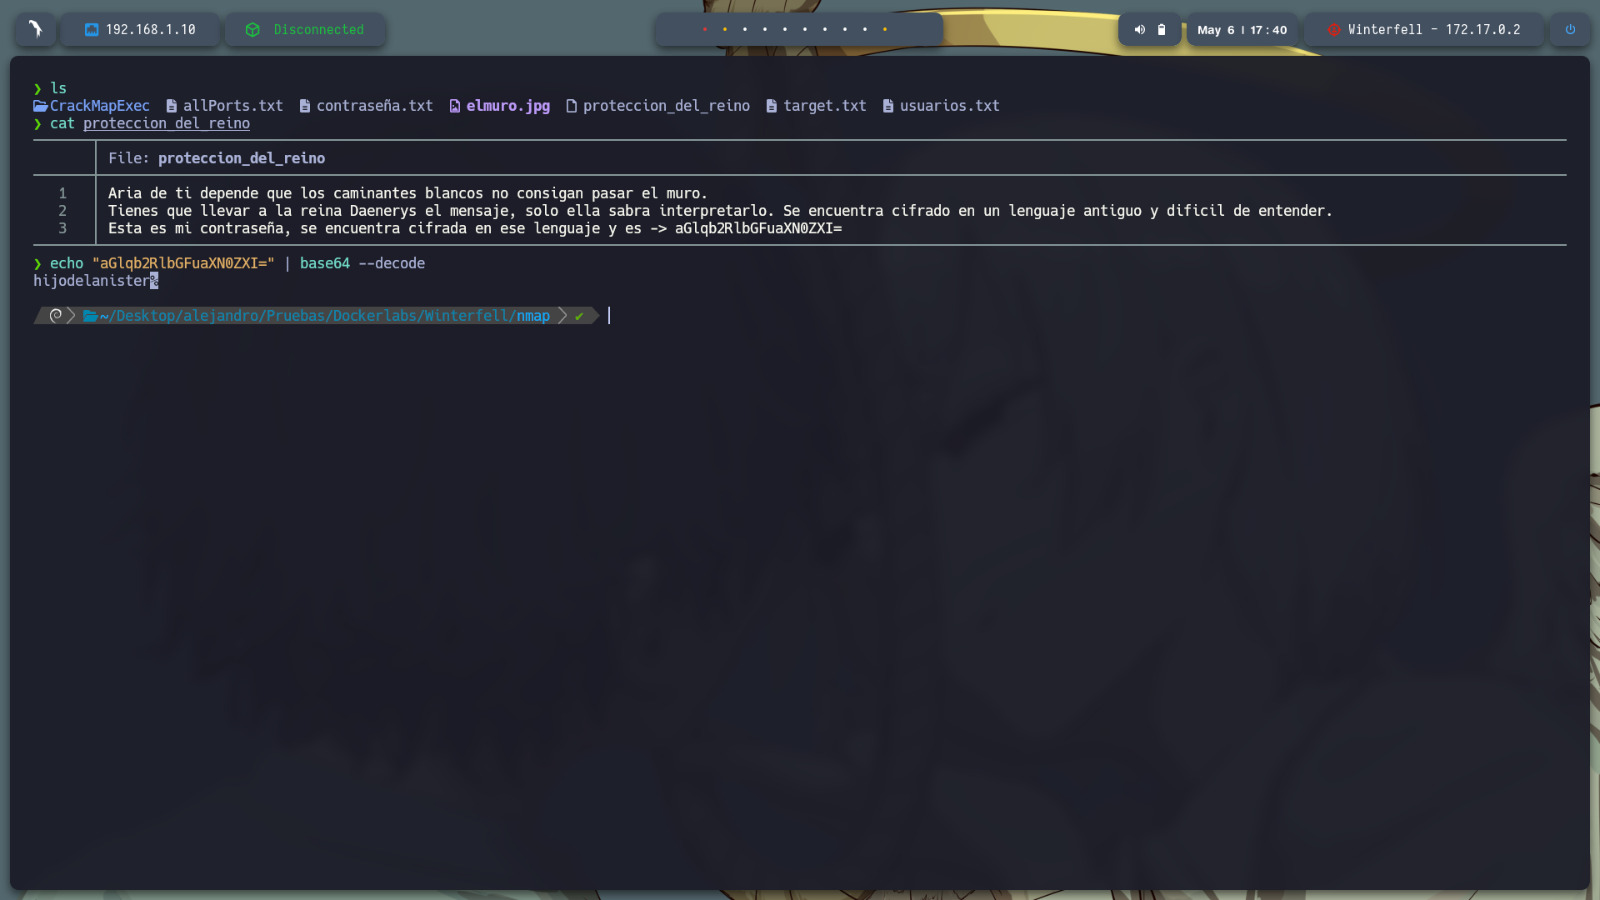 192.168.1.10
Disconnected
May 6 | 17:40
Winterfell - 172.17.0.2
❯ ls
CrackMapExec allPorts.txt contraseña.txt elmuro.jpg proteccion_del_reino target.txt usuarios.txt
❯ cat proteccion_del_reino
File: proteccion_del_reino
1 Aria de ti depende que los caminantes blancos no consigan pasar el muro.
2 Tienes que llevar a la reina Daenerys el mensaje, solo ella sabra interpretarlo. Se encuentra cifrado en un lenguaje antiguo y dificil de entender.
3 Esta es mi contraseña, se encuentra cifrada en ese lenguaje y es -> aGlqb2RlbGFuaXN0ZXI=
❯ echo "aGlqb2RlbGFuaXN0ZXI=" | base64 --decode
hijodelanister%
~/Desktop/alejandro/Pruebas/Dockerlabs/Winterfell/nmap ✔